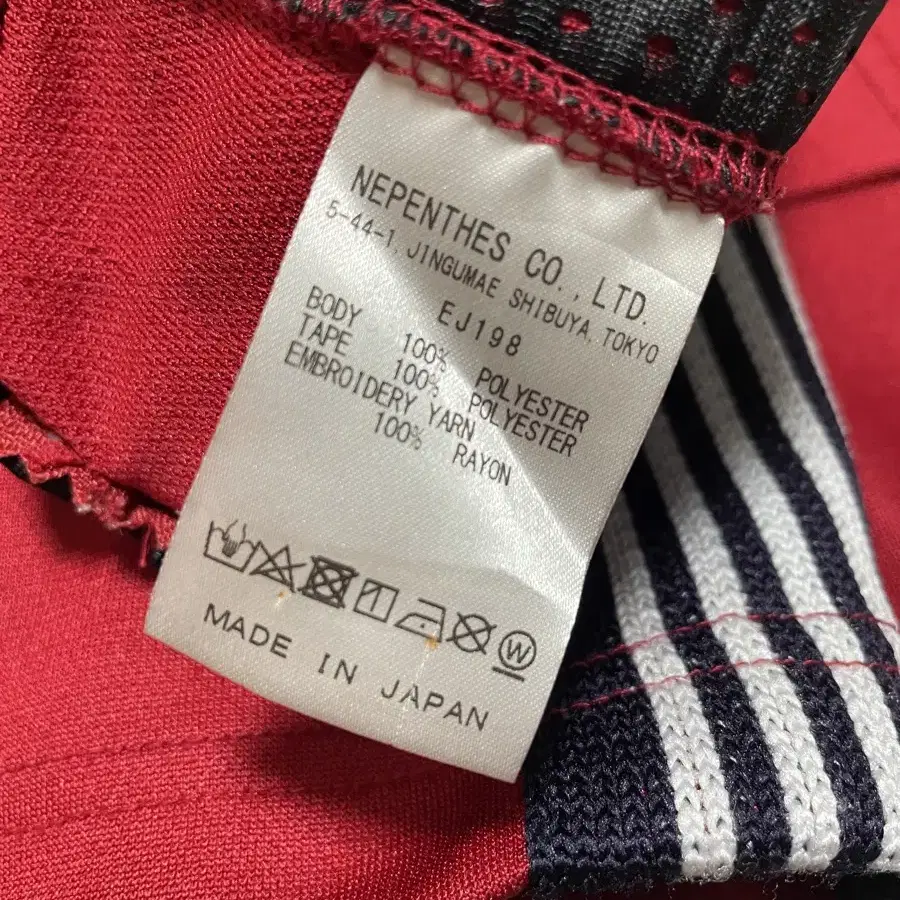 NEPENTHES CO., LTD.
5-44-1, JINGUMAE SHIBUYA, TOKYO
EJ198
BODY 100% POLYESTER
TAPE 100% POLYESTER
EMBROIDERY YARN
100% RAYON
W
MADE IN JAPAN